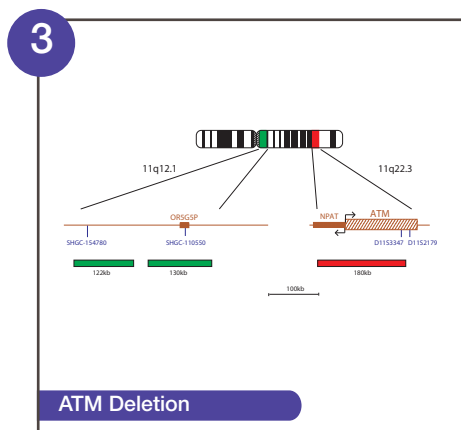 3
11q12.1
11q22.3
ORSGSP
NPAT
ATM
SHGC-154780
SHGC-110550
D11S3347
D11S2179
122kb
130kb
180kb
100kb
ATM Deletion